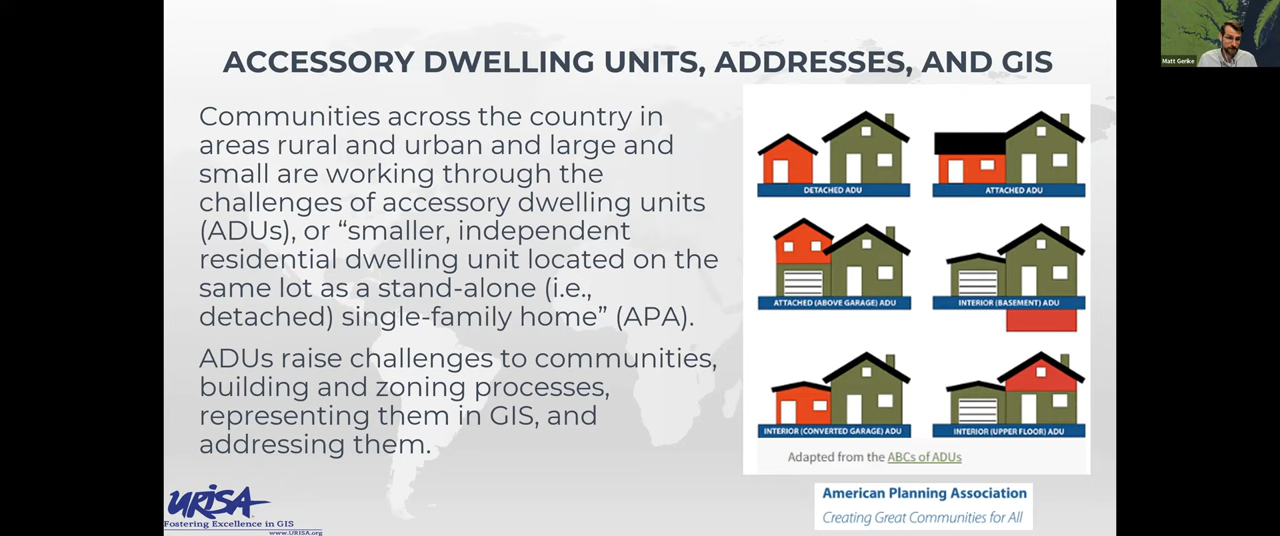 ACCESSORY DWELLING UNITS, ADDRESSES, AND GIS
Communities across the country in
areas rural and urban and large and
small are working through the
challenges of accessory dwelling units
(ADUs), or “smaller, independent
residential dwelling unit located on the
same lot as a stand-alone (i.e.,
detached) single-family home” (APA).
ADUs raise challenges to communities,
building and zoning processes,
representing them in GIS, and
addressing them.
DETACHED ADU
ATTACHED ADU
ATTACHED (ABOVE GARAGE) ADU
INTERIOR (BASEMENT) ADU
INTERIOR (CONVERTED GARAGE) ADU
INTERIOR (UPPER FLOOR) ADU
Adapted from the ABCs of ADUs
American Planning Association
Creating Great Communities for All
URISA
Fostering Excellence in GIS
www.URISA.org
Matt Gerike